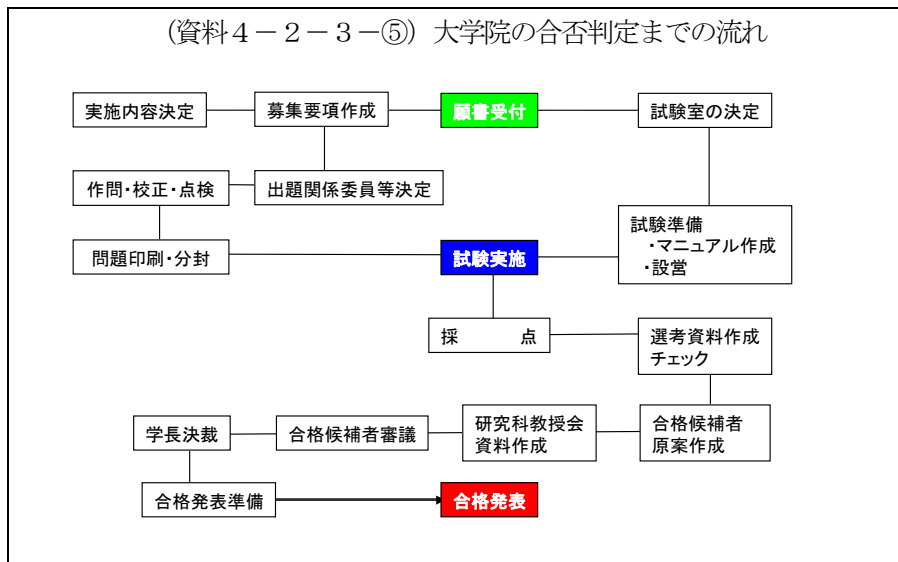 (資料4-2-3-⑤) 大学院の合否判定までの流れ
実施内容決定
募集要項作成
願書受付
試験室の決定
作問・校正・点検
出題関係委員等決定
問題印刷・分封
試験実施
試験準備
・マニュアル作成
・設営
採 点
選考資料作成
チェック
学長決裁
合格候補者審議
研究科教授会
資料作成
合格候補者
原案作成
合格発表準備
合格発表